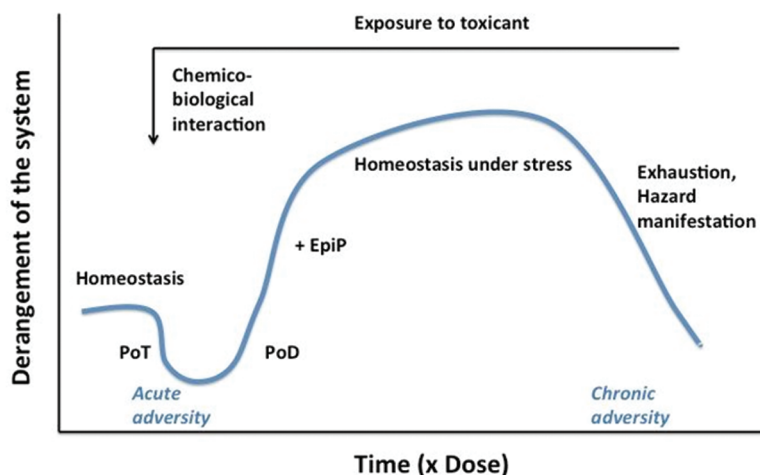 Exposure to toxicant
Chemico-
biological
interaction
Derangement of the system
Homeostasis under stress
Exhaustion,
Hazard
manifestation
+ EpiP
Homeostasis
PoT
PoD
Acute
adversity
Chronic
adversity
Time (x Dose)